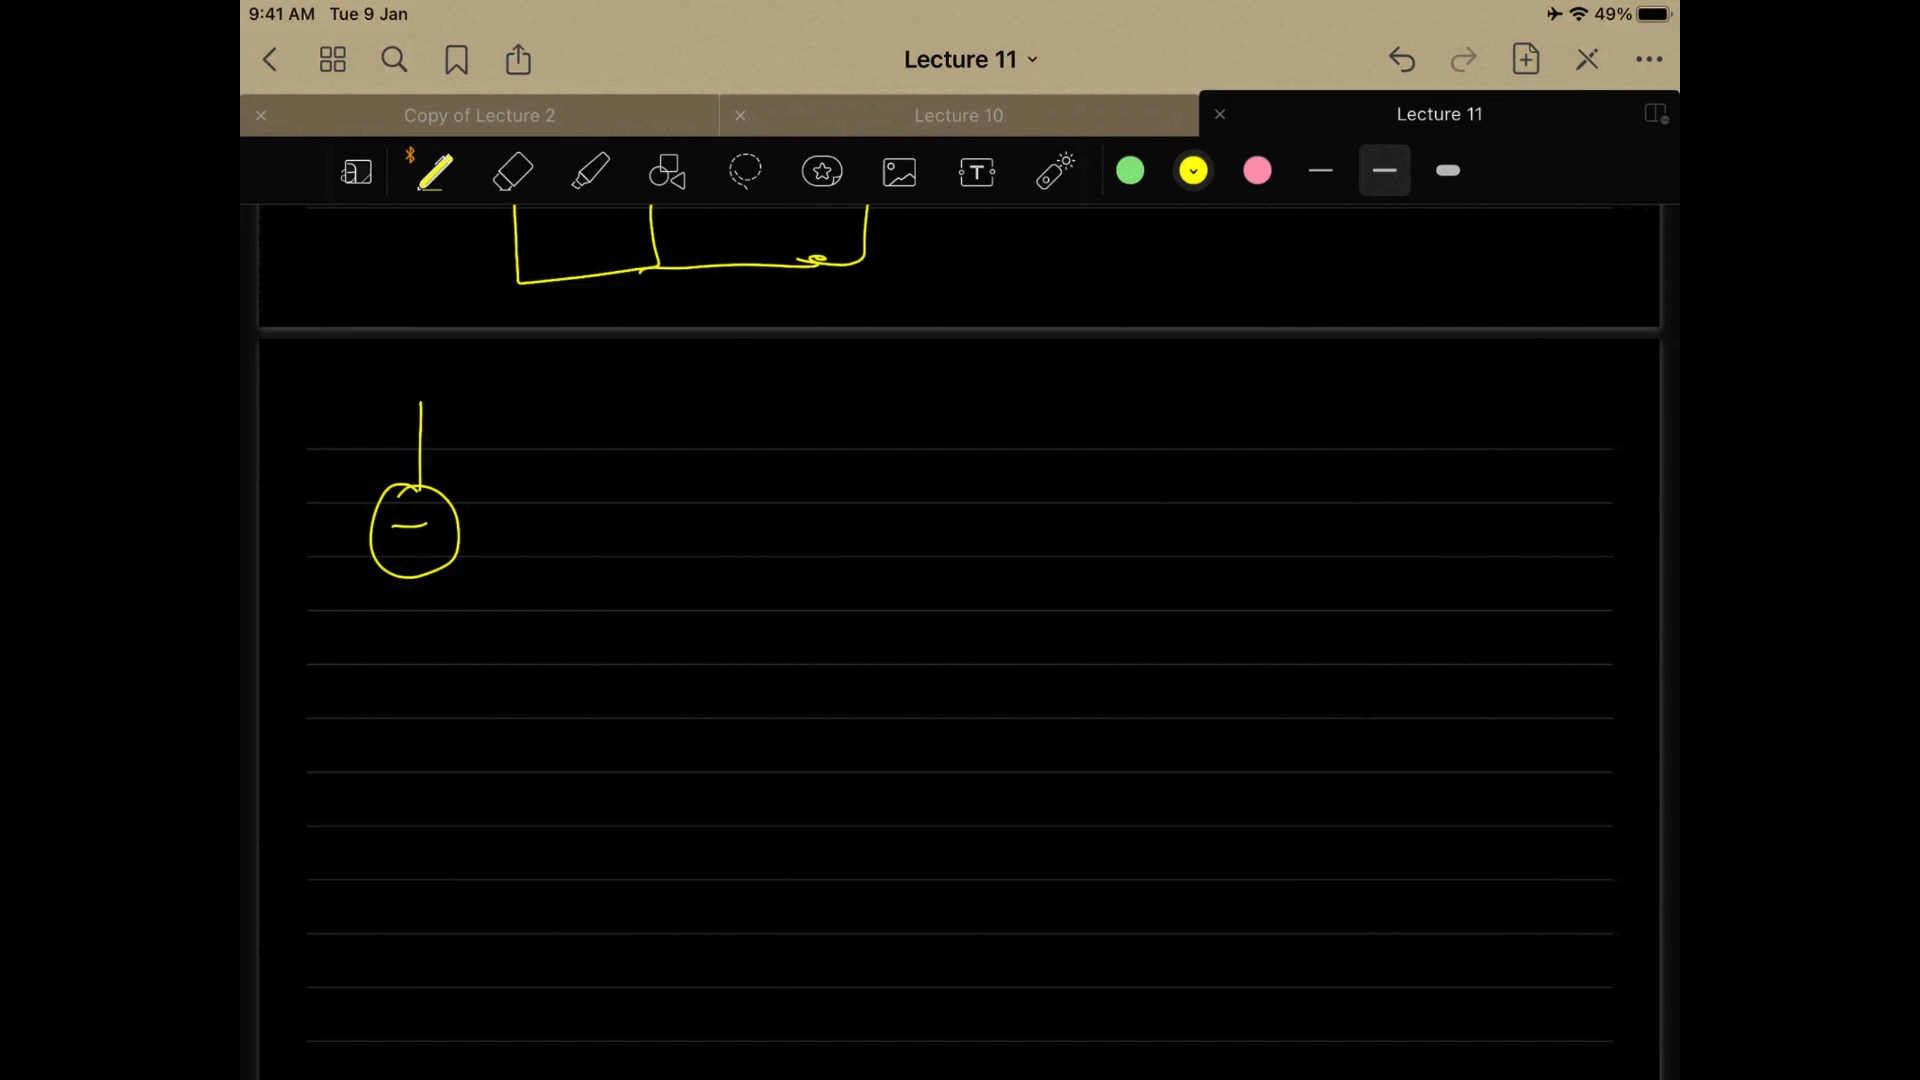 9:41 AM Tue 9 Jan 49%
Lecture 11
Copy of Lecture 2 Lecture 10 Lecture 11
T
−